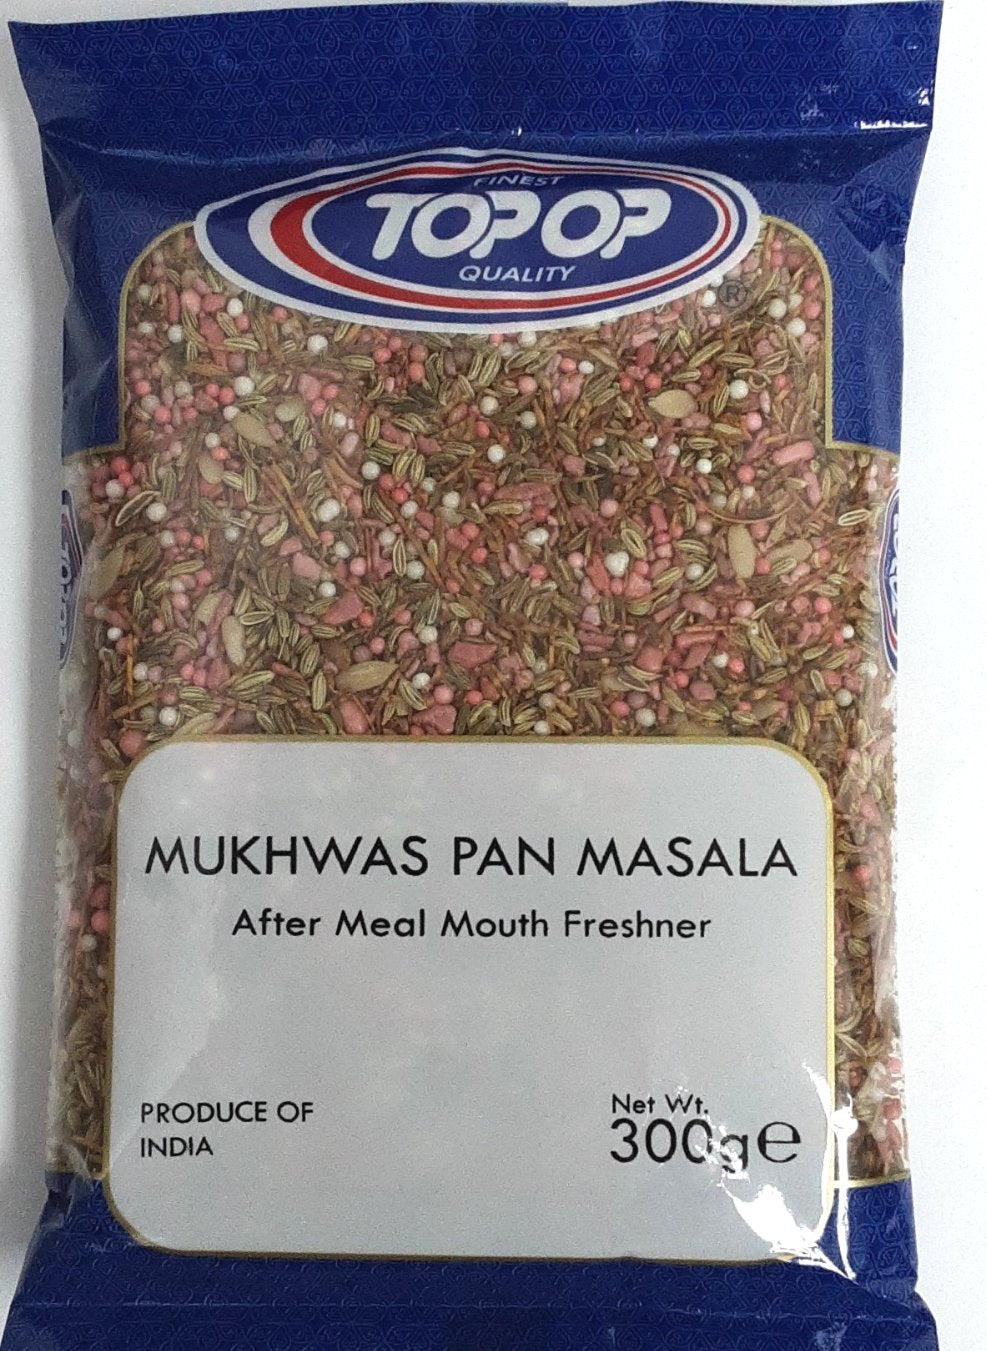 FINEST
TOPOP
QUALITY
®
MUKHWAS PAN MASALA
After Meal Mouth Freshner
PRODUCE OF
INDIA
Net Wt.
300g℮